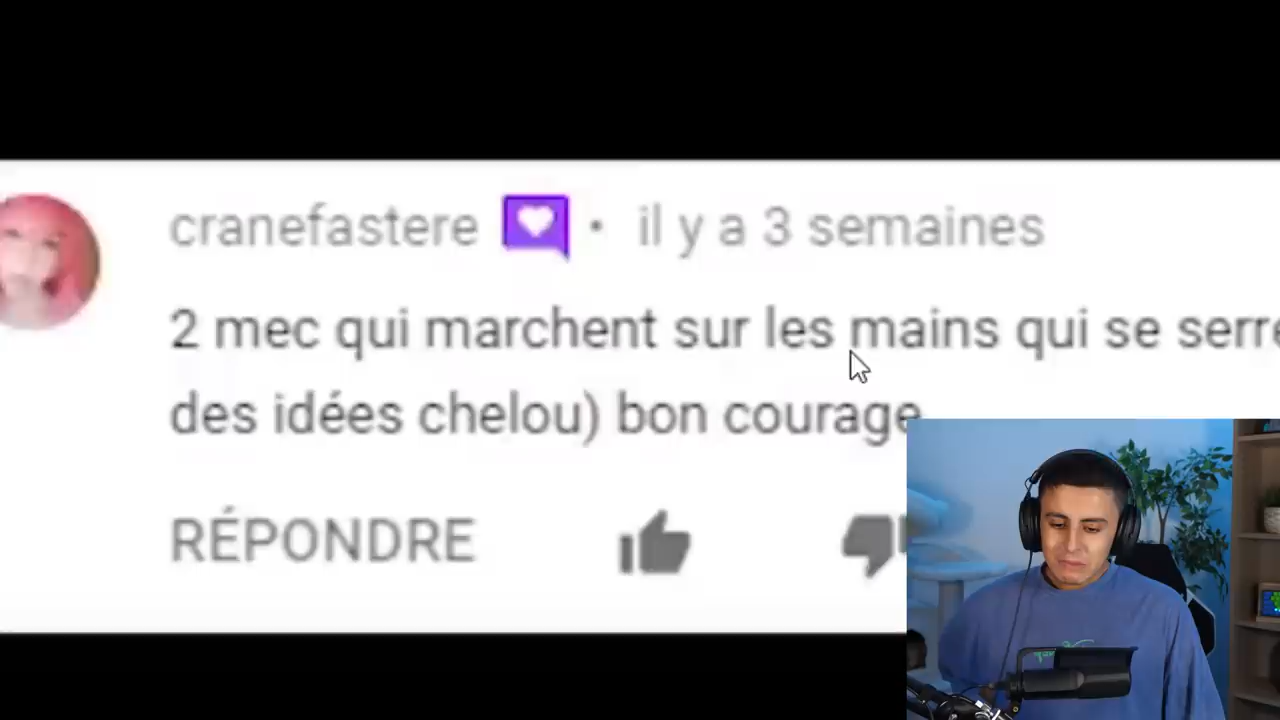 cranefastere • il y a 3 semaines
2 mec qui marchent sur les mains qui se serre
des idées chelou) bon courage
RÉPONDRE